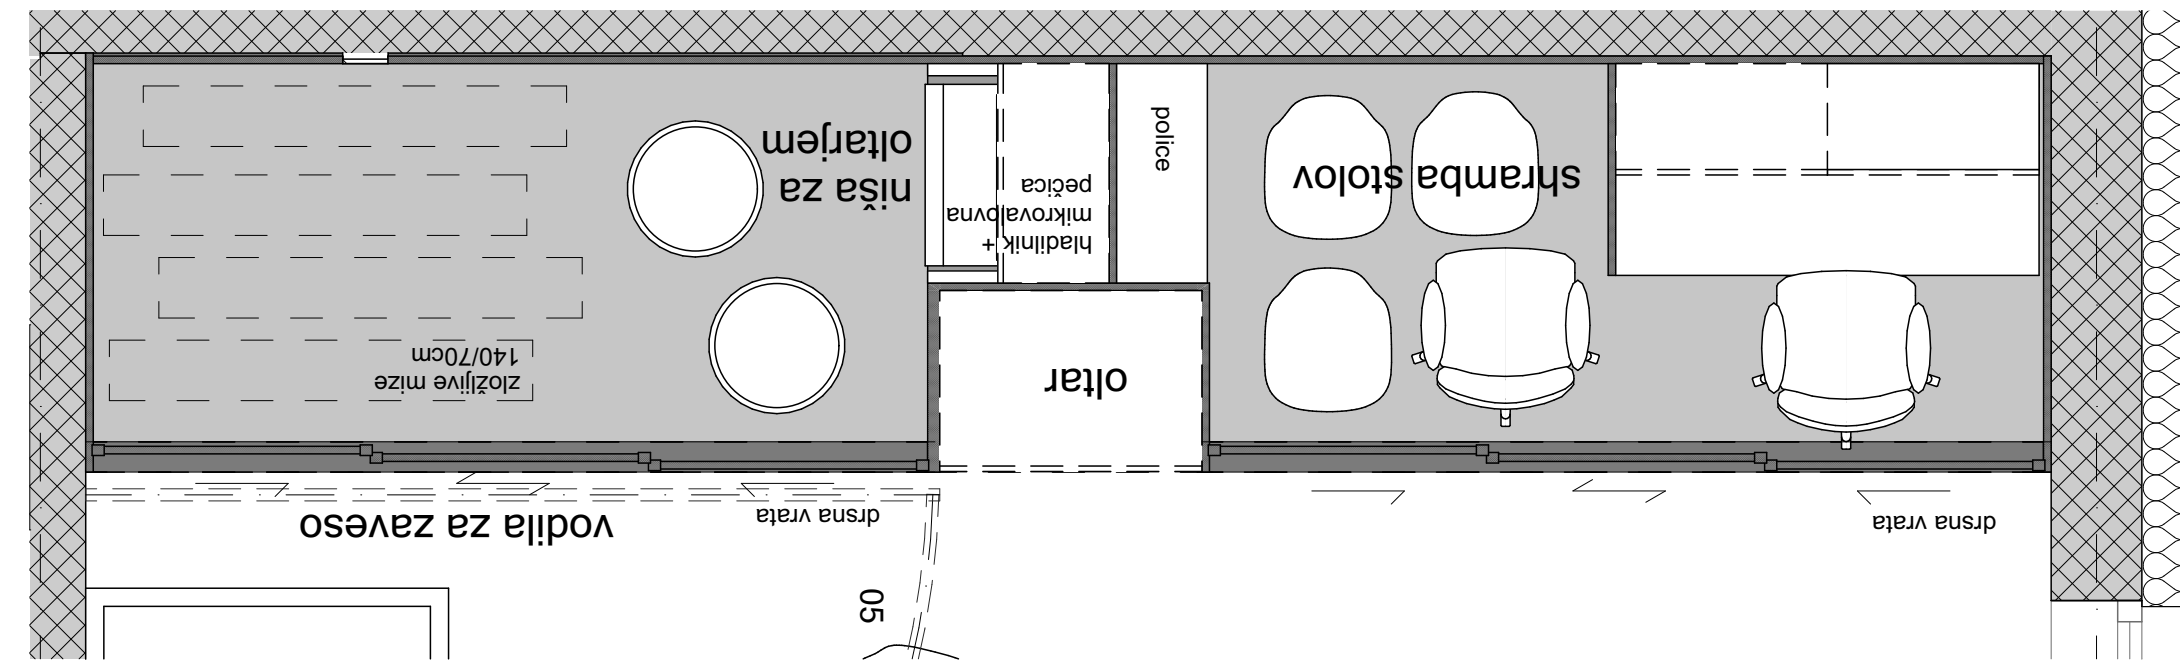 niša za
oltarjem
hladilnik +
mikrovalovna
pečica
police
shramba stolov
zložljive mize
140/70cm
oltar
vodila za zaveso
drsna vrata
drsna vrata
05